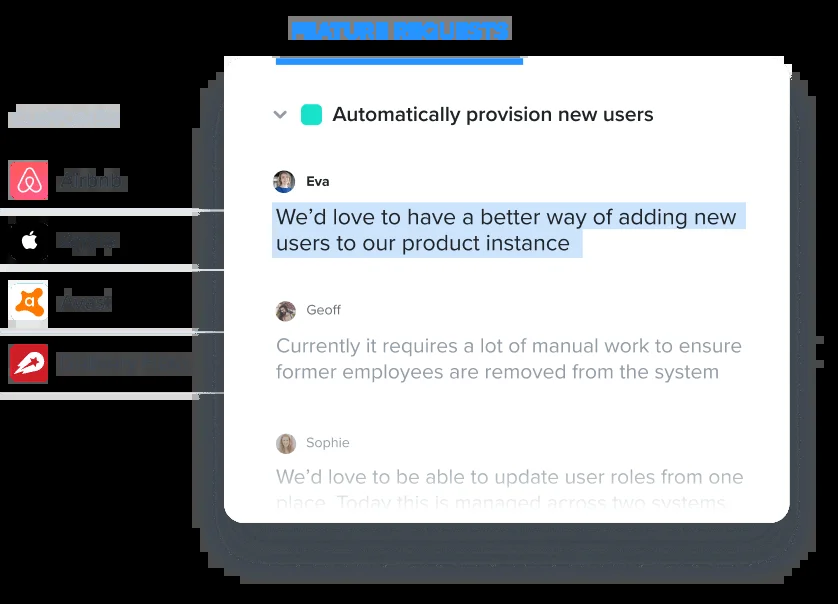 FEATURE REQUESTS
Automatically provision new users
Eva
We’d love to have a better way of adding new
users to our product instance
Geoff
Currently it requires a lot of manual work to ensure
former employees are removed from the system
Sophie
We’d love to be able to update user roles from one
place. Today this is managed across two systems.